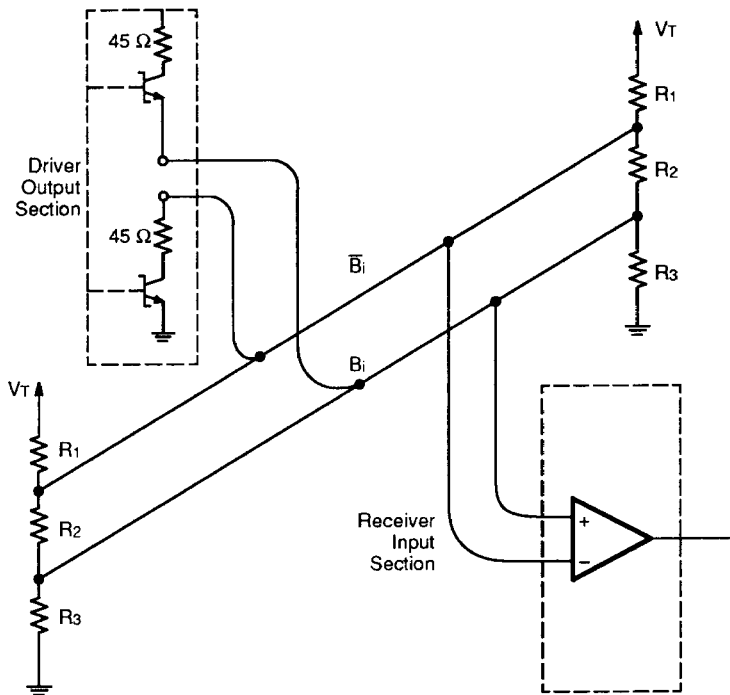 45 Ω
Driver
Output
Section
45 Ω
VT
R1
R2
R3
B̅i
Bi
VT
R1
R2
R3
Receiver
Input
Section
+
−